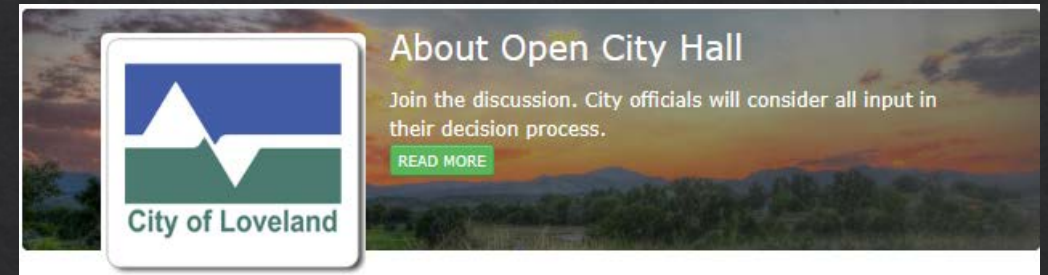 About Open City Hall
Join the discussion. City officials will consider all input in
their decision process.
READ MORE
City of Loveland